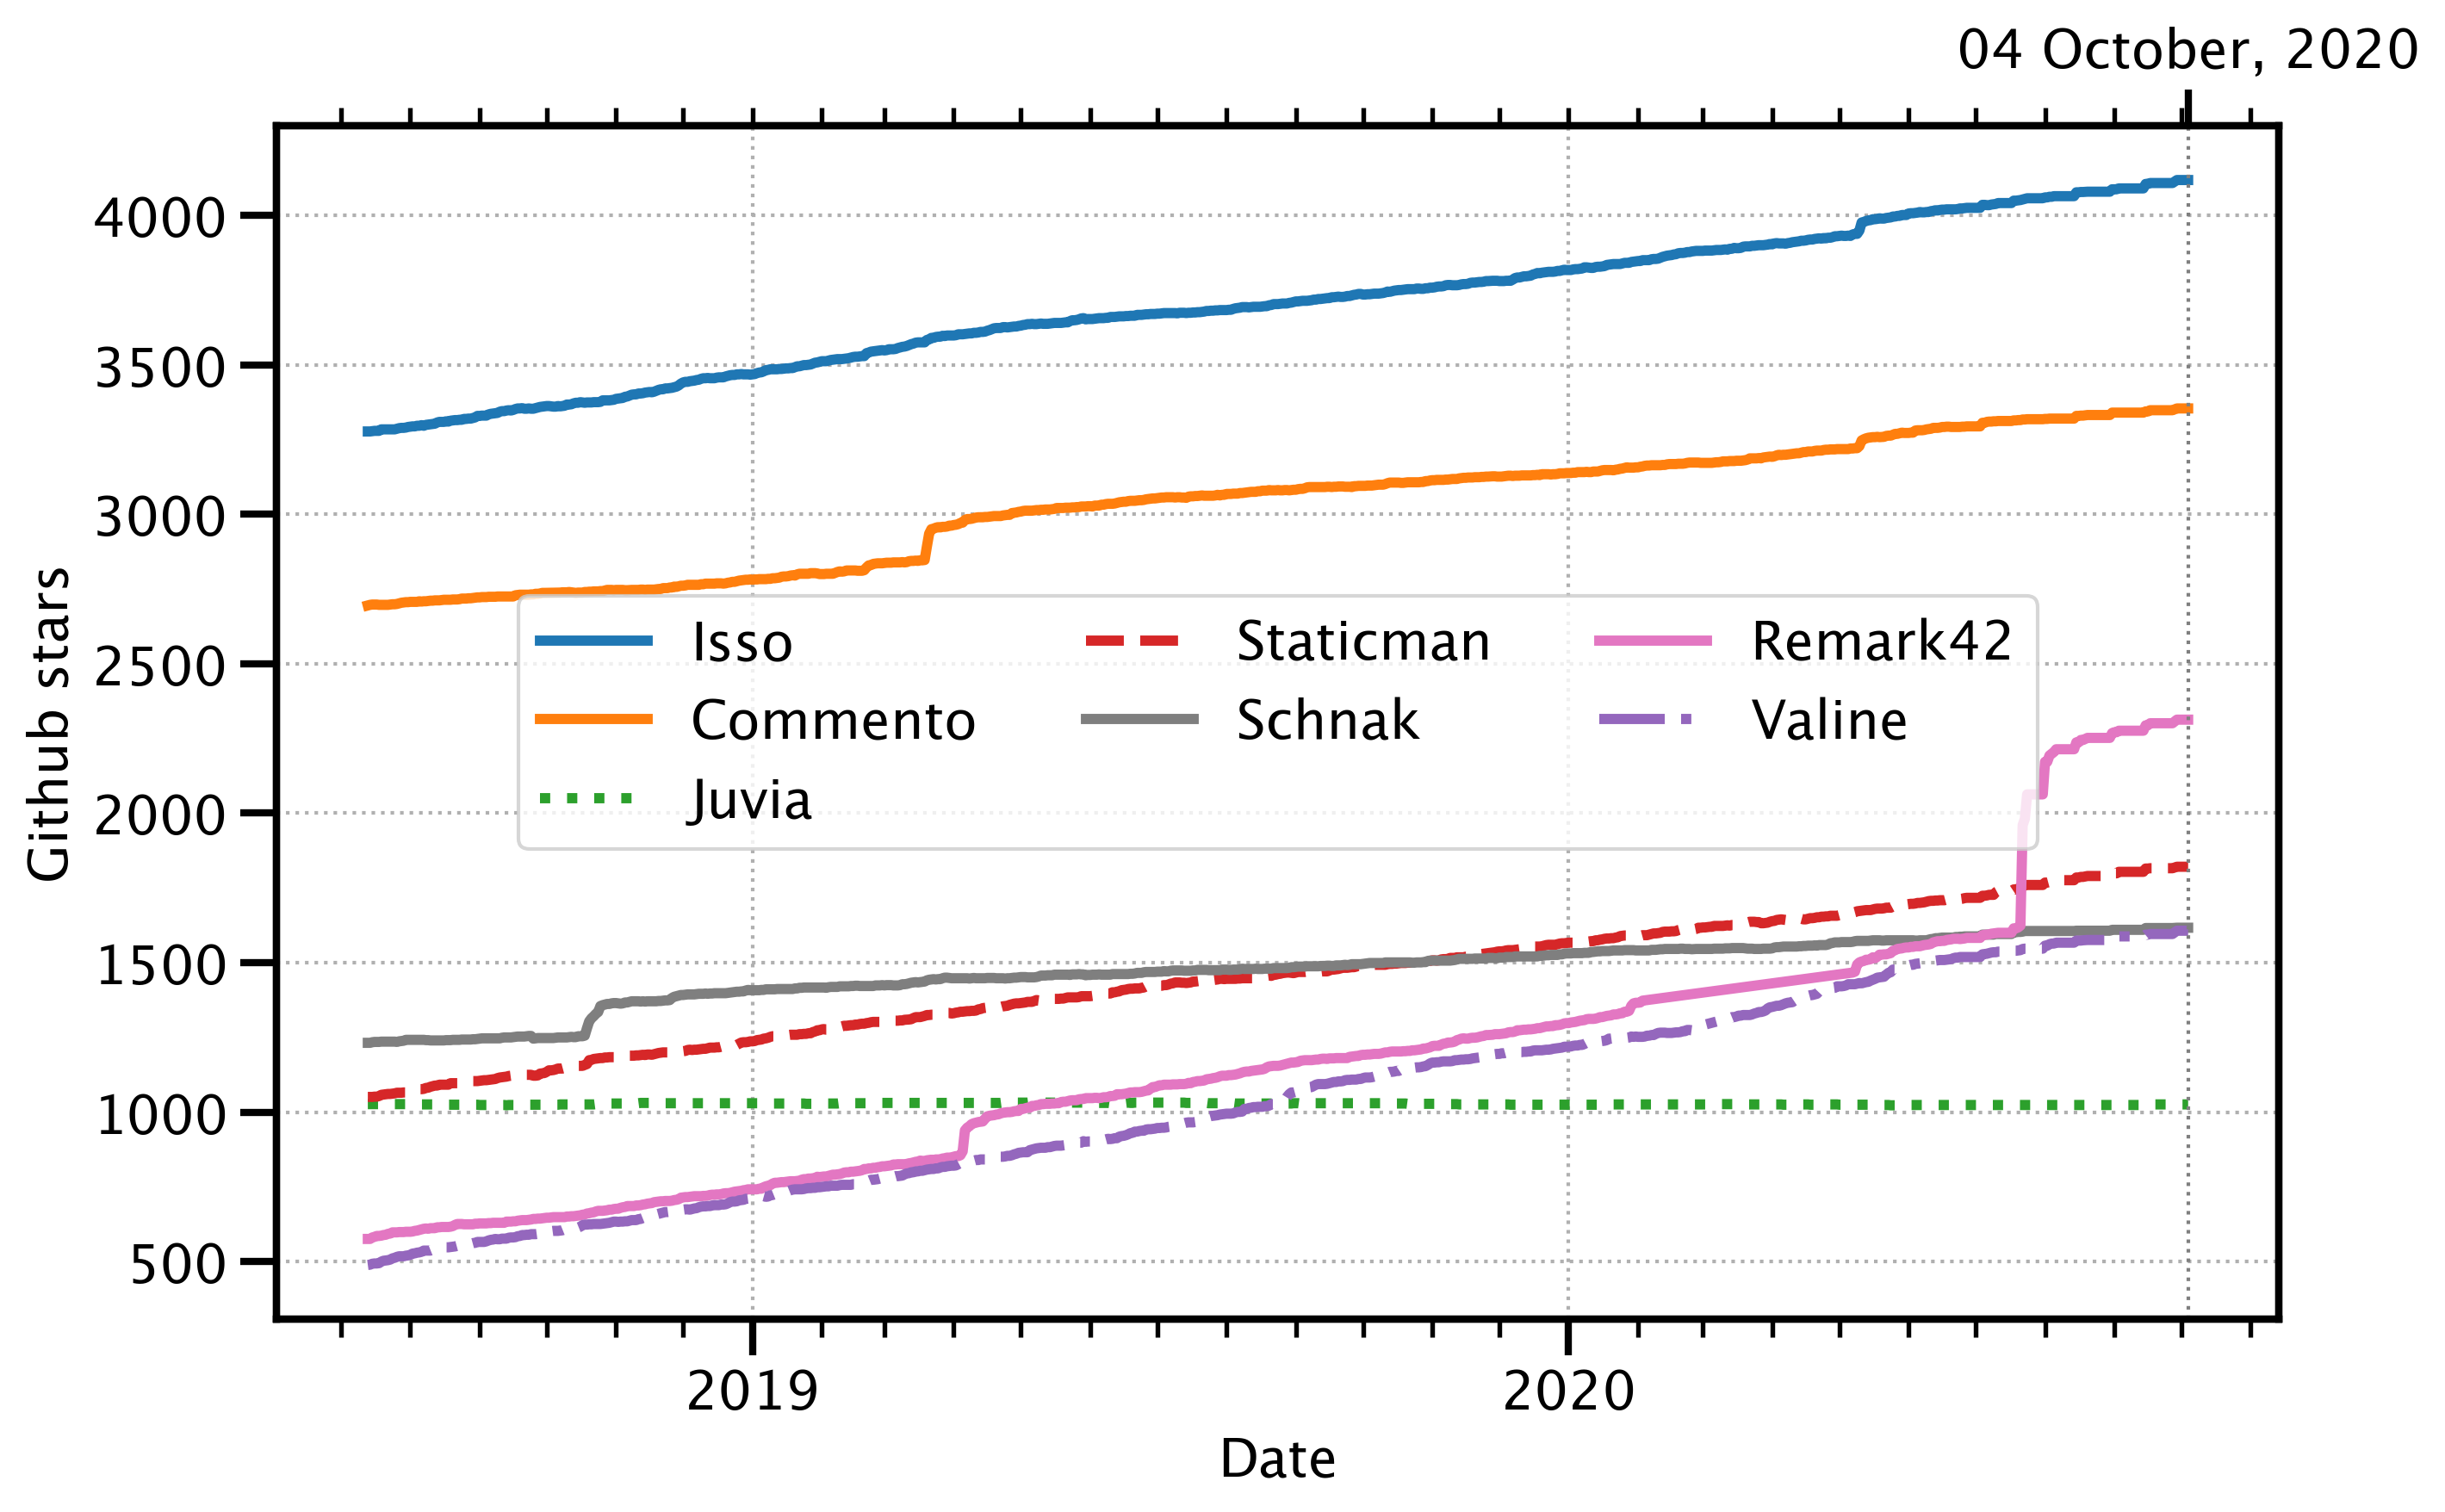 04 October, 2020
4000
3500
3000
2500
2000
1500
1000
500
Github stars
Isso
Commento
Juvia
Staticman
Schnak
Remark42
Valine
2019
2020
Date